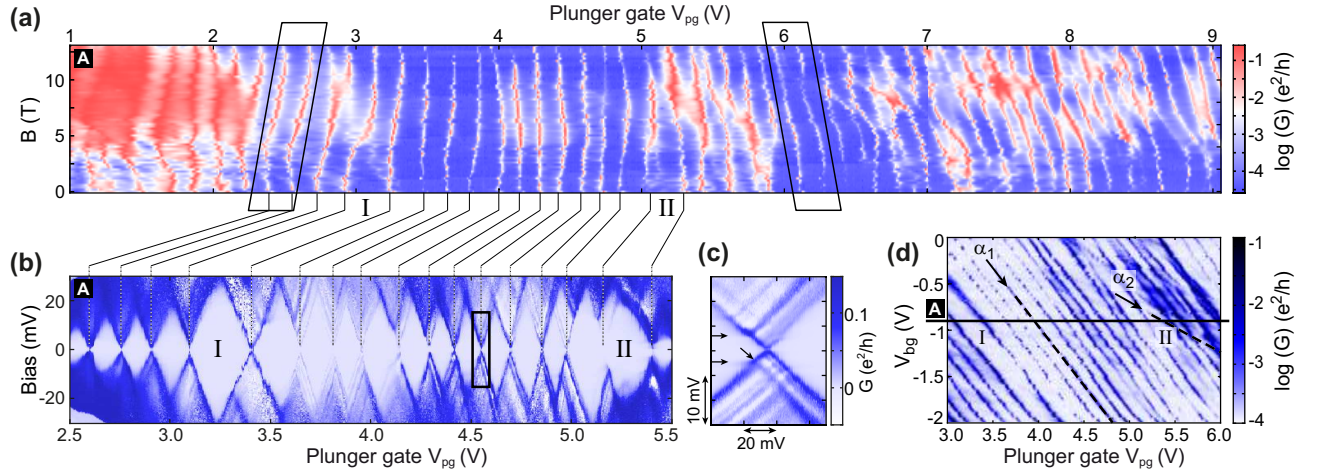 (a)
Plunger gate Vpg (V)
1 2 3 4 5 6 7 8 9
A
B (T)
10
5
0
I
II
-1
-2
-3
-4
log (G) (e²/h)
(b)
A
Bias (mV)
20
0
-20
I
II
2.5 3.0 3.5 4.0 4.5 5.0 5.5
Plunger gate Vpg (V)
(c)
10 mV
20 mV
0.1
0
G (e²/h)
(d)
α1
α2
A
I
II
Vbg (V)
0
-0.5
-1
-1.5
-2
3.0 3.5 4.0 4.5 5.0 5.5 6.0
Plunger gate Vpg (V)
-1
-2
-3
-4
log (G) (e²/h)